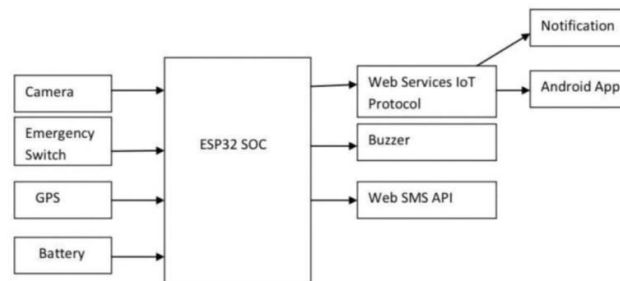 Notification
Camera
Web Services IoT
Protocol
Android App
Emergency
Switch
ESP32 SOC
Buzzer
GPS
Web SMS API
Battery